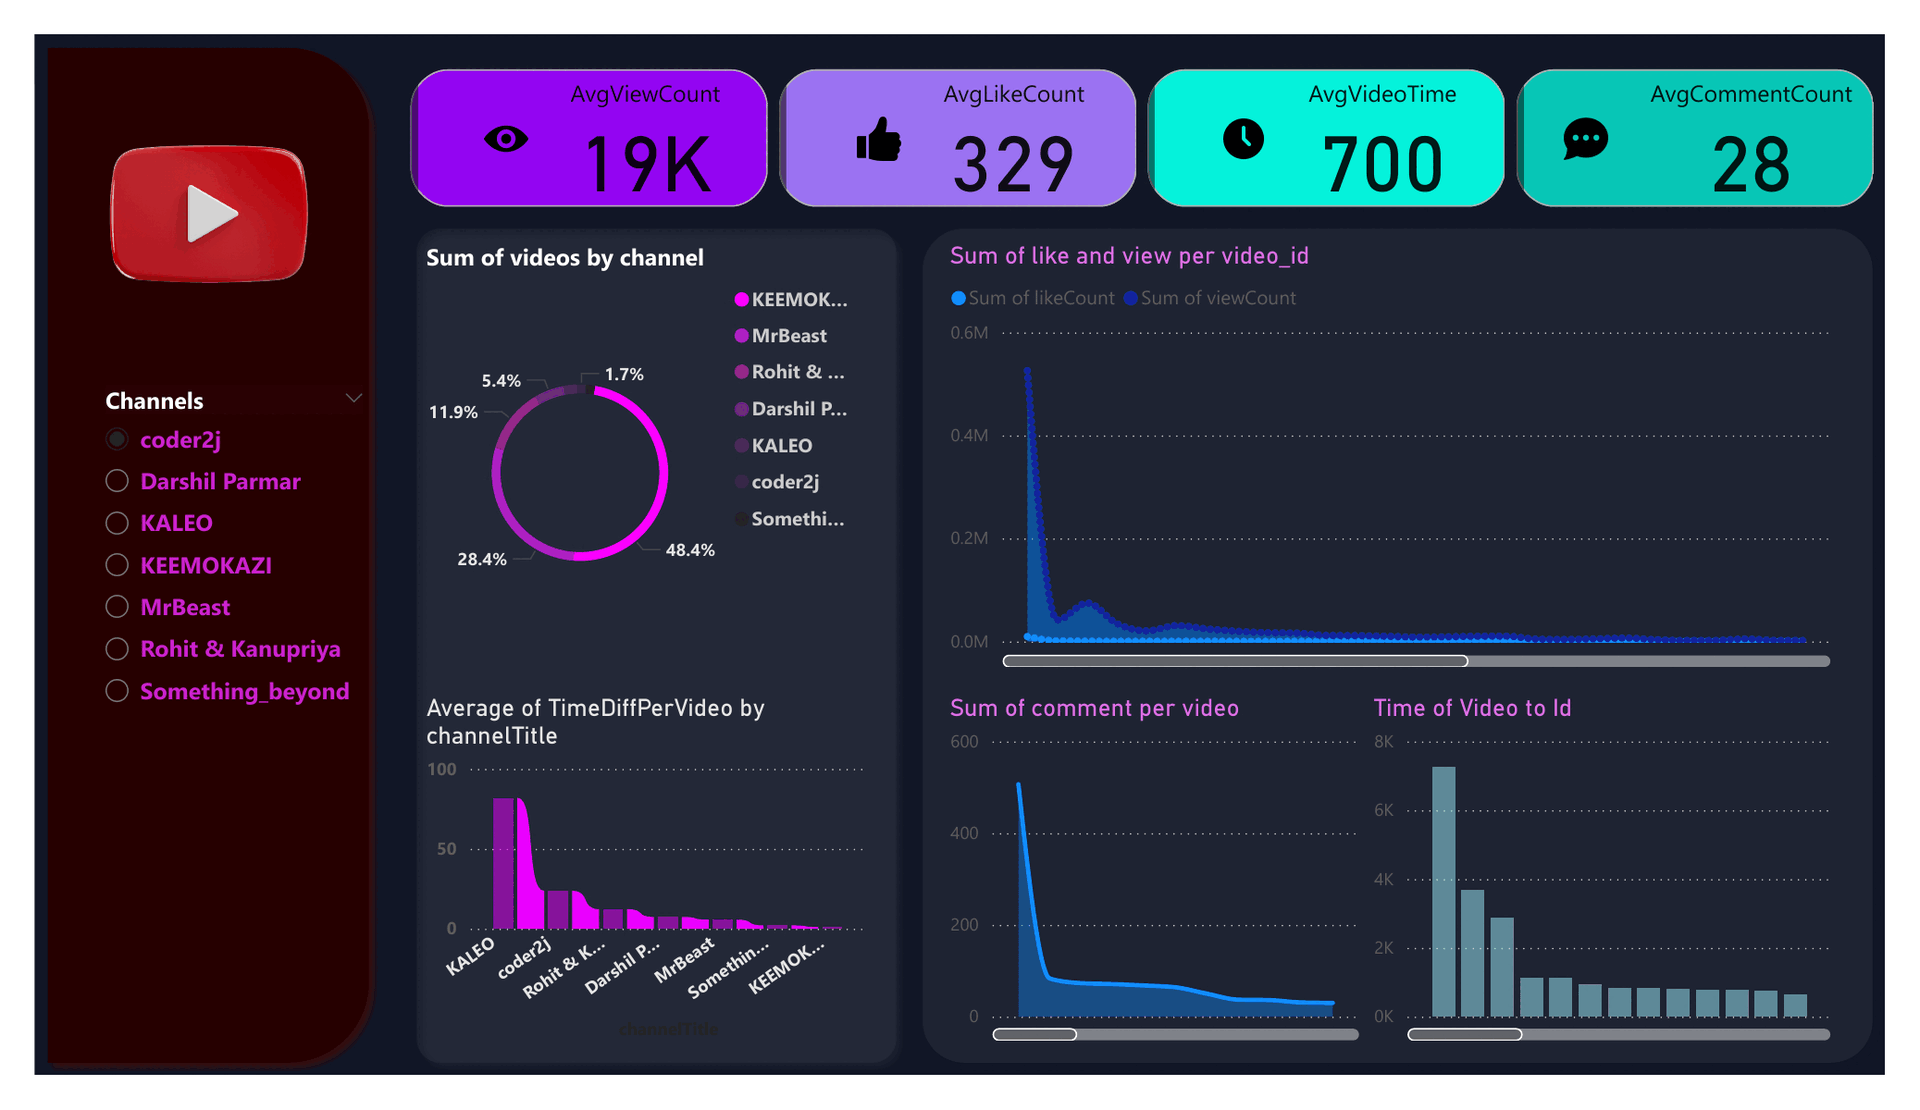 AvgViewCount
19K
AvgLikeCount
329
AvgVideoTime
700
AvgCommentCount
28
Channels
coder2j
Darshil Parmar
KALEO
KEEMOKAZI
MrBeast
Rohit & Kanupriya
Something_beyond
Sum of videos by channel
KEEMOK...
MrBeast
Rohit & ...
Darshil P...
KALEO
coder2j
Somethi...
1.7%
5.4%
11.9%
28.4%
48.4%
Average of TimeDiffPerVideo by
channelTitle
100
50
0
KALEO
coder2j
Rohit & K...
Darshil P...
MrBeast
Somethin...
KEEMOK...
channelTitle
Sum of like and view per video_id
Sum of likeCount
Sum of viewCount
0.6M
0.4M
0.2M
0.0M
Sum of comment per video
600
400
200
0
Time of Video to Id
8K
6K
4K
2K
0K